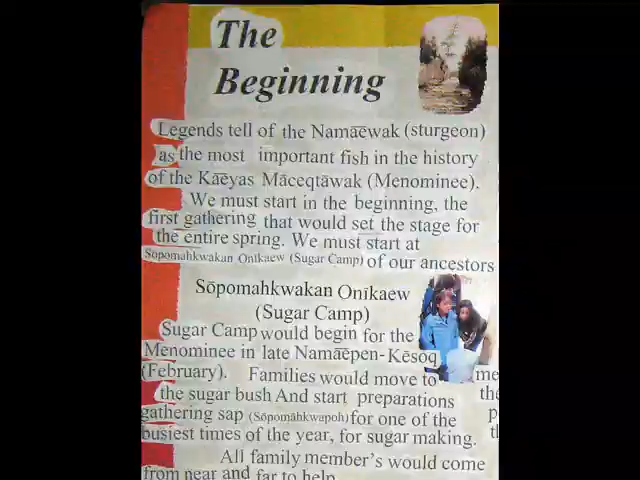 The
Beginning
Legends tell of the Namāēwak (sturgeon)
as the most important fish in the history
of the Kāēyas Māceqtāwak (Menominee).
We must start in the beginning, the
first gathering that would set the stage for
the entire spring. We must start at
Sōpomahkwakan Onīkaew (Sugar Camp) of our ancestors
Sōpomahkwakan Onīkaew
(Sugar Camp)
Sugar Camp would begin for the
Menominee in late Namāēpen-Kēsoq
(February). Families would move to
the sugar bush And start preparations
gathering sap (Sōpomāhkwapoh) for one of the
busiest times of the year, for sugar making.
All family member's would come
from near and far to help